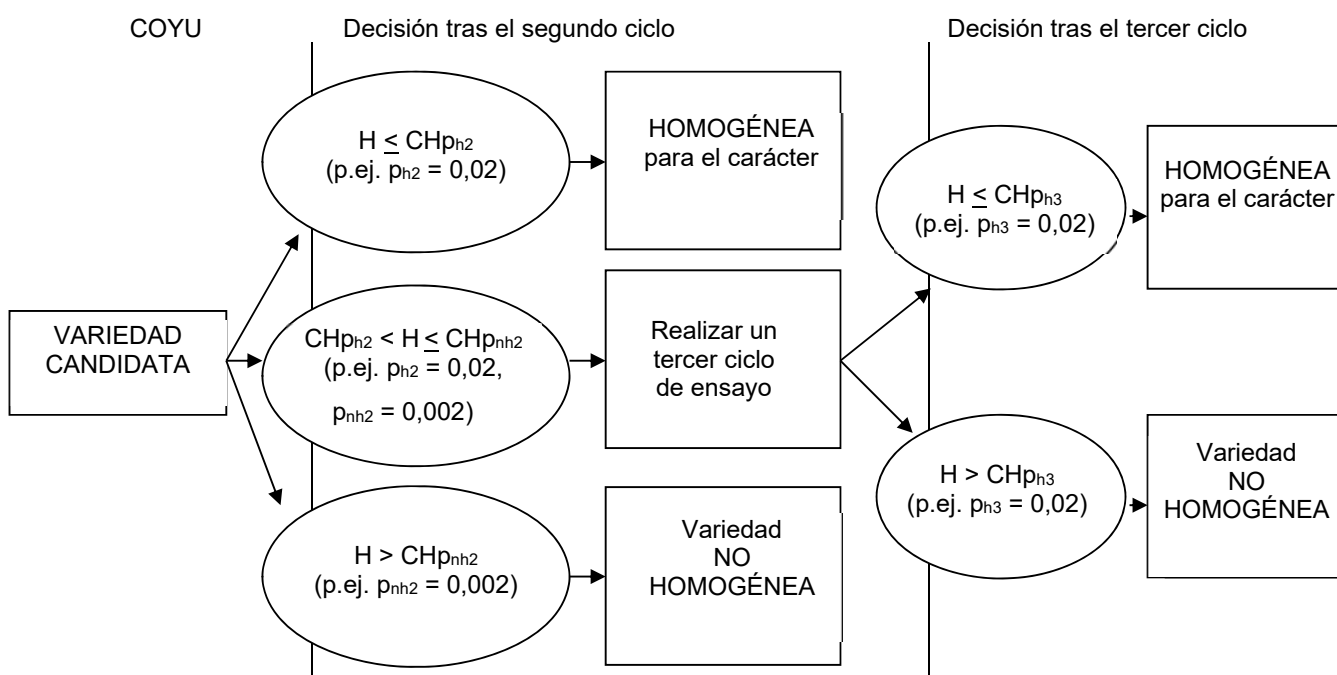 COYU
Decisión tras el segundo ciclo
Decisión tras el tercer ciclo
VARIEDAD
CANDIDATA
H ≤ CHph2
(p.ej. ph2 = 0,02)
HOMOGÉNEA
para el carácter
CHph2 < H ≤ CHpnh2
(p.ej. ph2 = 0,02,
pnh2 = 0,002)
Realizar un
tercer ciclo
de ensayo
H > CHpnh2
(p.ej. pnh2 = 0,002)
Variedad
NO
HOMOGÉNEA
H ≤ CHph3
(p.ej. ph3 = 0,02)
HOMOGÉNEA
para el carácter
H > CHph3
(p.ej. ph3 = 0,02)
Variedad
NO
HOMOGÉNEA